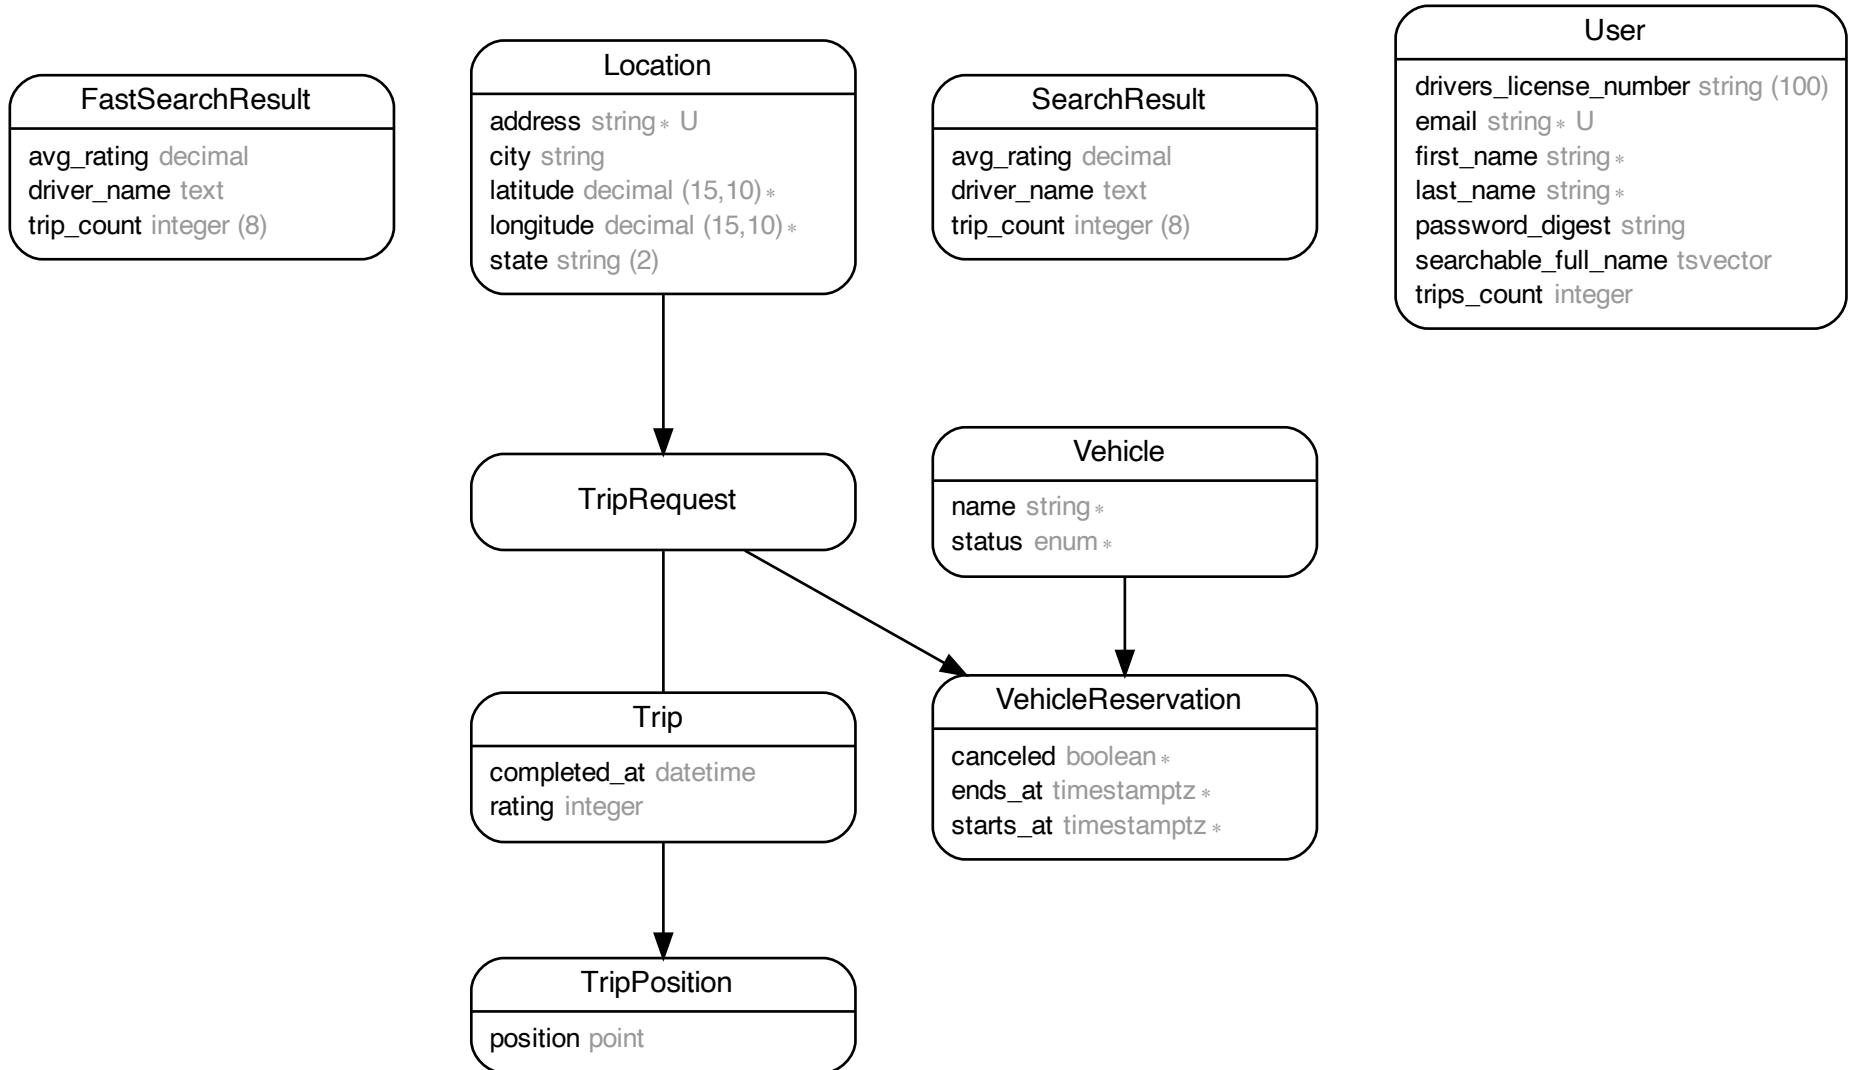 FastSearchResult
avg_rating decimal
driver_name text
trip_count integer (8)
Location
address string* U
city string
latitude decimal (15,10)*
longitude decimal (15,10)*
state string (2)
SearchResult
avg_rating decimal
driver_name text
trip_count integer (8)
User
drivers_license_number string (100)
email string* U
first_name string*
last_name string*
password_digest string
searchable_full_name tsvector
trips_count integer
TripRequest
Vehicle
name string*
status enum*
Trip
completed_at datetime
rating integer
VehicleReservation
canceled boolean*
ends_at timestamptz*
starts_at timestamptz*
TripPosition
position point